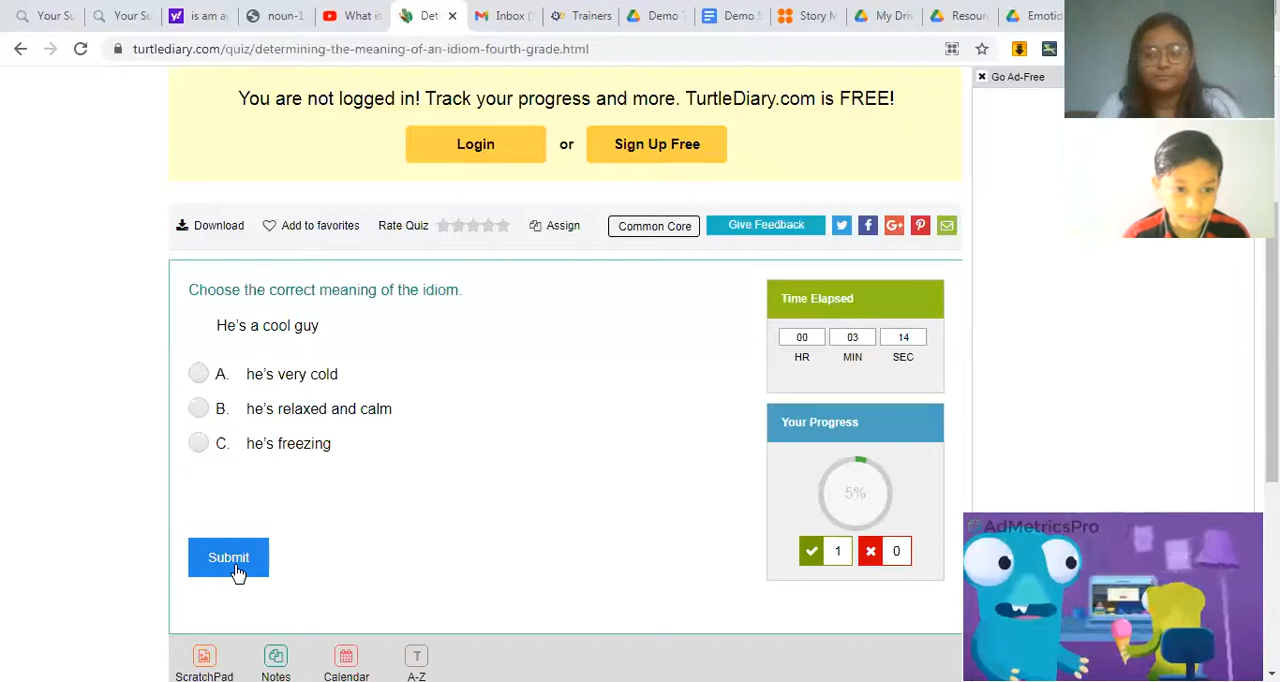 Your Su
Your Su
is am ar
noun-1
What is
Det
Inbox (
Trainers
Demo T
Demo S
Story M
My Driv
Resour
Emotio
turtlediary.com/quiz/determining-the-meaning-of-an-idiom-fourth-grade.html
Go Ad-Free
You are not logged in! Track your progress and more. TurtleDiary.com is FREE!
Login or Sign Up Free
Download Add to favorites Rate Quiz Assign Common Core Give Feedback
Choose the correct meaning of the idiom.
He's a cool guy
A. he's very cold
B. he's relaxed and calm
C. he's freezing
Submit
Time Elapsed
00 03 14
HR MIN SEC
Your Progress
5%
1 0
AdMetricsPro
ScratchPad Notes Calendar A-Z